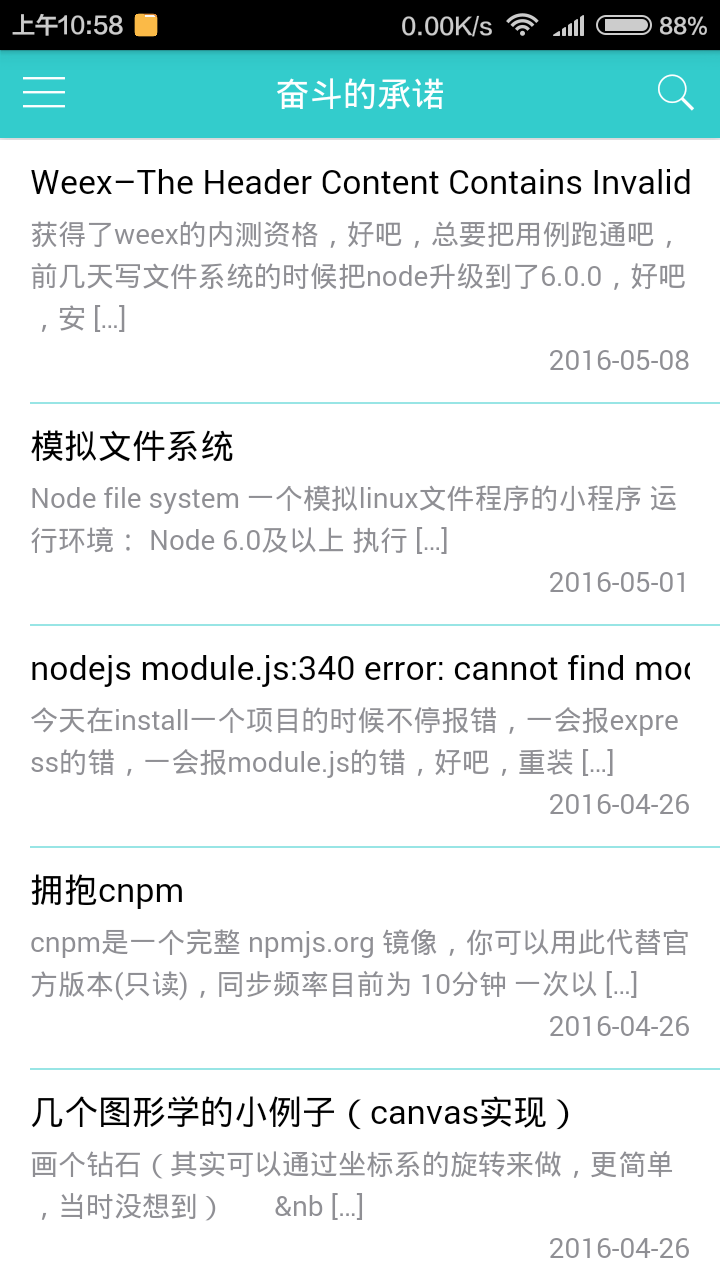 上午10:58
0.00K/s
88%
奋斗的承诺
Weex—The Header Content Contains Invalid
获得了weex的内测资格，好吧，总要把用例跑通吧，
前几天写文件系统的时候把node升级到了6.0.0，好吧
，安 [...]
2016-05-08
模拟文件系统
Node file system 一个模拟linux文件程序的小程序 运
行环境： Node 6.0及以上 执行 [...]
2016-05-01
nodejs module.js:340 error: cannot find
今天在install一个项目的时候不停报错，一会报expre
ss的错，一会报module.js的错，好吧，重装 [...]
2016-04-26
拥抱cnpm
cnpm是一个完整 npmjs.org 镜像，你可以用此代替官
方版本(只读)，同步频率目前为 10分钟 一次以 [...]
2016-04-26
几个图形学的小例子（canvas实现）
画个钻石（其实可以通过坐标系的旋转来做，更简单
，当时没想到） &nb [...]
2016-04-26